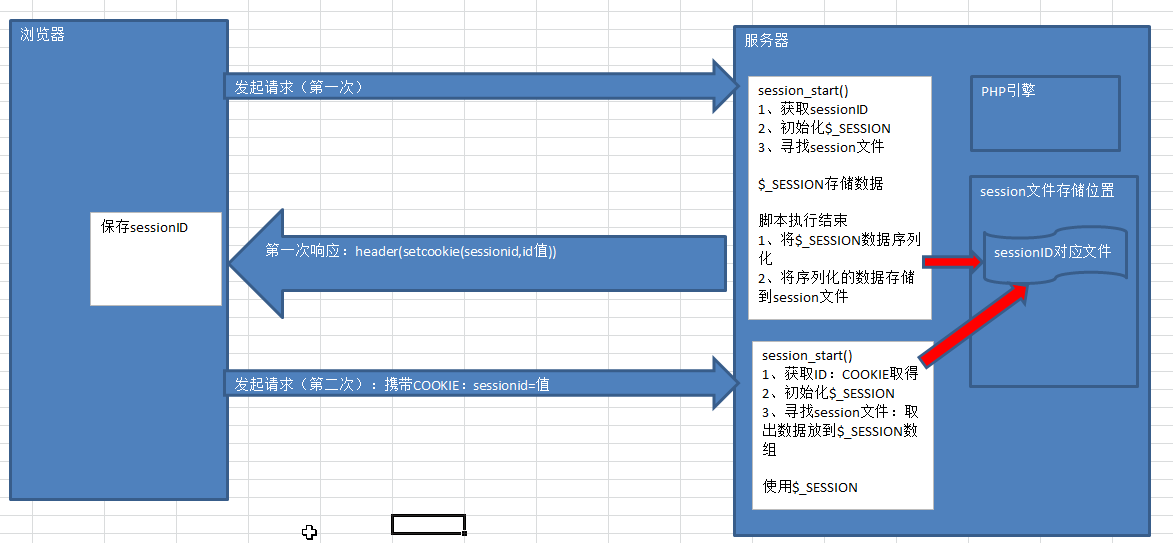 浏览器
保存sessionID
发起请求（第一次）
第一次响应：header(setcookie(sessionid,id值))
发起请求（第二次）：携带COOKIE：sessionid=值
服务器
session_start()
1、获取sessionID
2、初始化$_SESSION
3、寻找session文件
$_SESSION存储数据
脚本执行结束
1、将$_SESSION数据序列
化
2、将序列化的数据存储
到session文件
PHP引擎
session文件存储位置
sessionID对应文件
session_start()
1、获取ID：COOKIE取得
2、初始化$_SESSION
3、寻找session文件：取
出数据放到$_SESSION数
组
使用$_SESSION